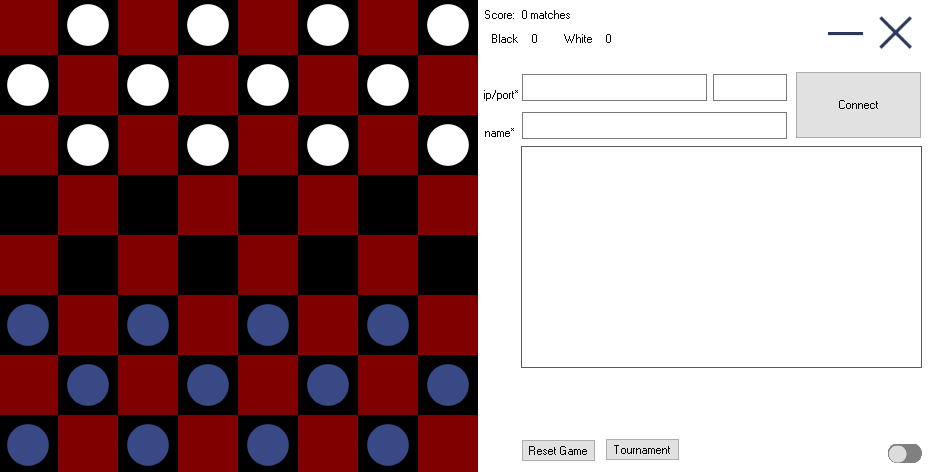 Score: 0 matches
Black 0 White 0
ip/port*
Connect
name*
Reset Game
Tournament